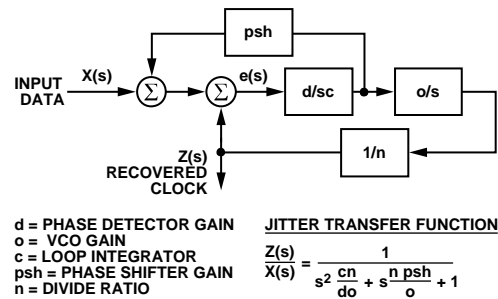 psh
X(s)
e(s)
INPUT
DATA
Σ
Σ
d/sc
o/s
Z(s)
RECOVERED
CLOCK
1/n
d = PHASE DETECTOR GAIN
o = VCO GAIN
c = LOOP INTEGRATOR
psh = PHASE SHIFTER GAIN
n = DIVIDE RATIO
JITTER TRANSFER FUNCTION
Z(s)/X(s) = 1/(s² cn/do + s n psh/o + 1)